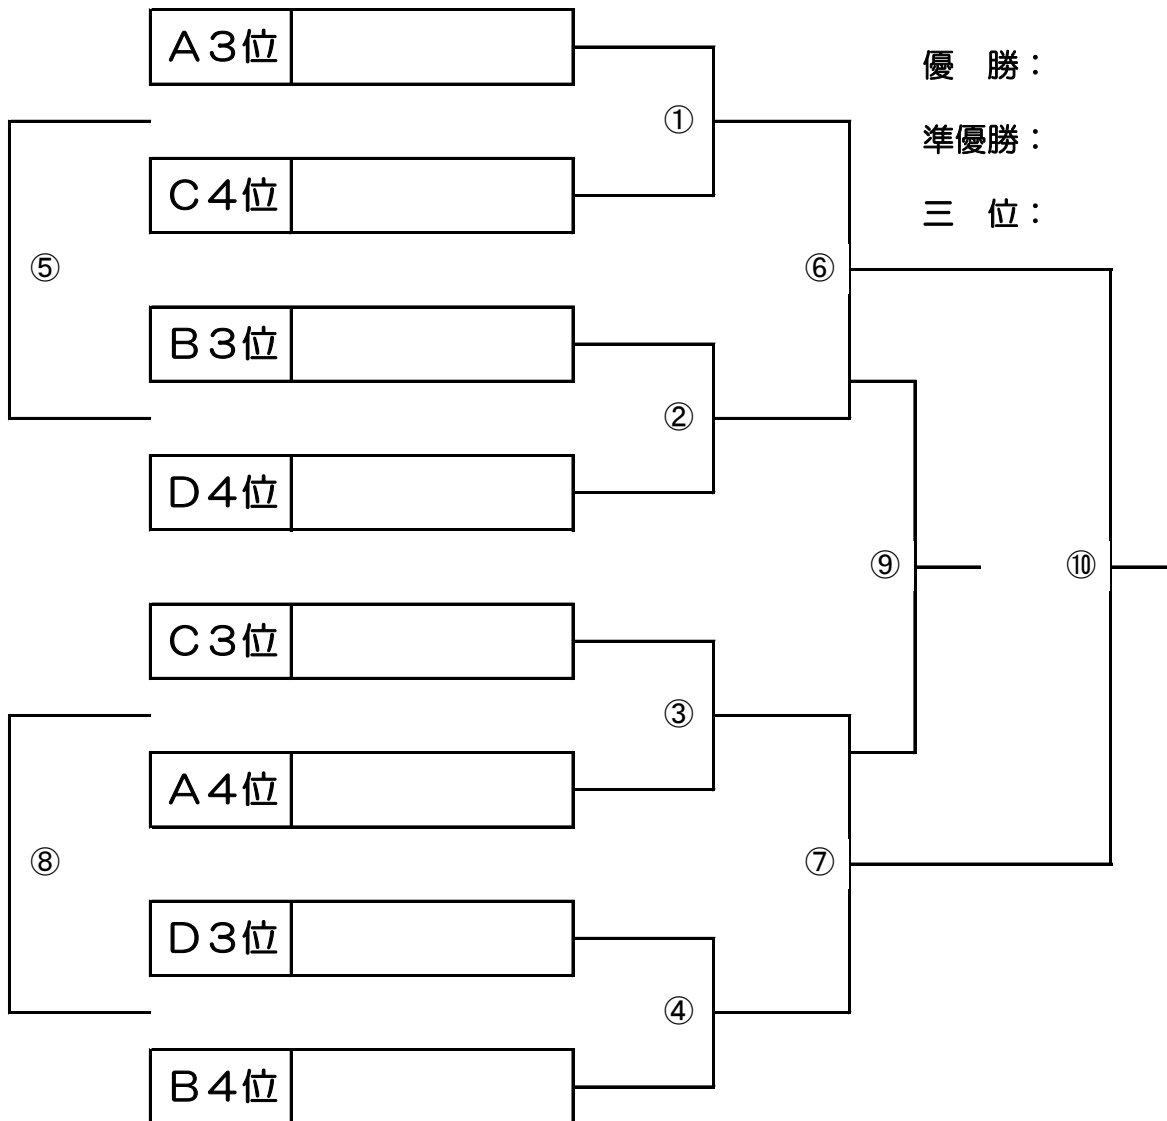 A3位
優　勝：
①
準優勝：
C4位
三　位：
⑤
⑥
B3位
②
D4位
⑨
⑩
C3位
③
A4位
⑧
⑦
D3位
④
B4位